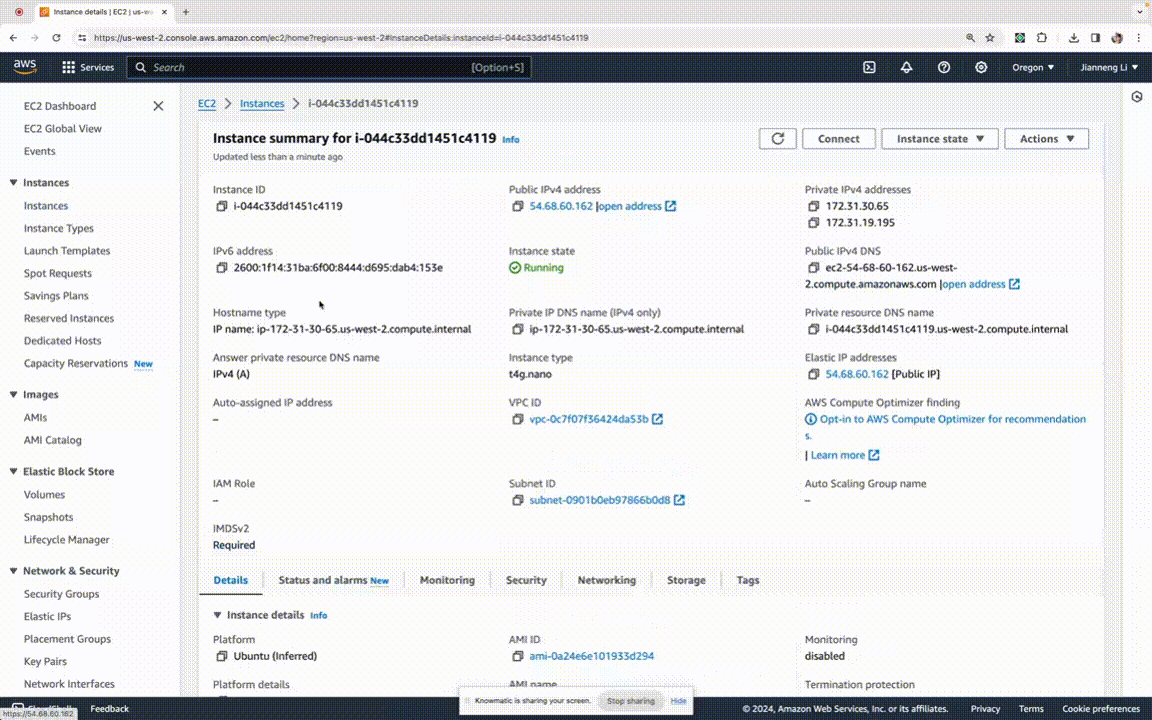 Instance details | EC2 | us-we
https://us-west-2.console.aws.amazon.com/ec2/home?region=us-west-2#InstanceDetails:instanceId=i-044c33dd1451c4119
aws
Services
Search
[Option+S]
Oregon
Jianneng Li
EC2 Dashboard
EC2 Global View
Events
Instances
Instances
Instance Types
Launch Templates
Spot Requests
Savings Plans
Reserved Instances
Dedicated Hosts
Capacity Reservations New
Images
AMIs
AMI Catalog
Elastic Block Store
Volumes
Snapshots
Lifecycle Manager
Network & Security
Security Groups
Elastic IPs
Placement Groups
Key Pairs
Network Interfaces
EC2 > Instances > i-044c33dd1451c4119
Instance summary for i-044c33dd1451c4119 Info
Updated less than a minute ago
Connect
Instance state
Actions
Instance ID
i-044c33dd1451c4119
Public IPv4 address
54.68.60.162 |open address
Private IPv4 addresses
172.31.30.65
172.31.19.195
IPv6 address
2600:1f14:31ba:6f00:8444:d695:dab4:153e
Instance state
Running
Public IPv4 DNS
ec2-54-68-60-162.us-west-
2.compute.amazonaws.com |open address
Hostname type
IP name: ip-172-31-30-65.us-west-2.compute.internal
Private IP DNS name (IPv4 only)
ip-172-31-30-65.us-west-2.compute.internal
Private resource DNS name
i-044c33dd1451c4119.us-west-2.compute.internal
Answer private resource DNS name
IPv4 (A)
Instance type
t4g.nano
Elastic IP addresses
54.68.60.162 [Public IP]
Auto-assigned IP address
–
VPC ID
vpc-0c7f07f36424da53b
AWS Compute Optimizer finding
Opt-in to AWS Compute Optimizer for recommendation
s.
| Learn more
IAM Role
–
Subnet ID
subnet-0901b0eb97866b0d8
Auto Scaling Group name
–
IMDSv2
Required
Details
Status and alarms New
Monitoring
Security
Networking
Storage
Tags
Instance details Info
Platform
Ubuntu (Inferred)
AMI ID
ami-0a24e6e101933d294
Monitoring
disabled
Platform details
AMI name
Termination protection
Knowmatic is sharing your screen.
Stop sharing
Hide
Feedback
© 2024, Amazon Web Services, Inc. or its affiliates.
Privacy
Terms
Cookie preferences
https://54.68.60.162